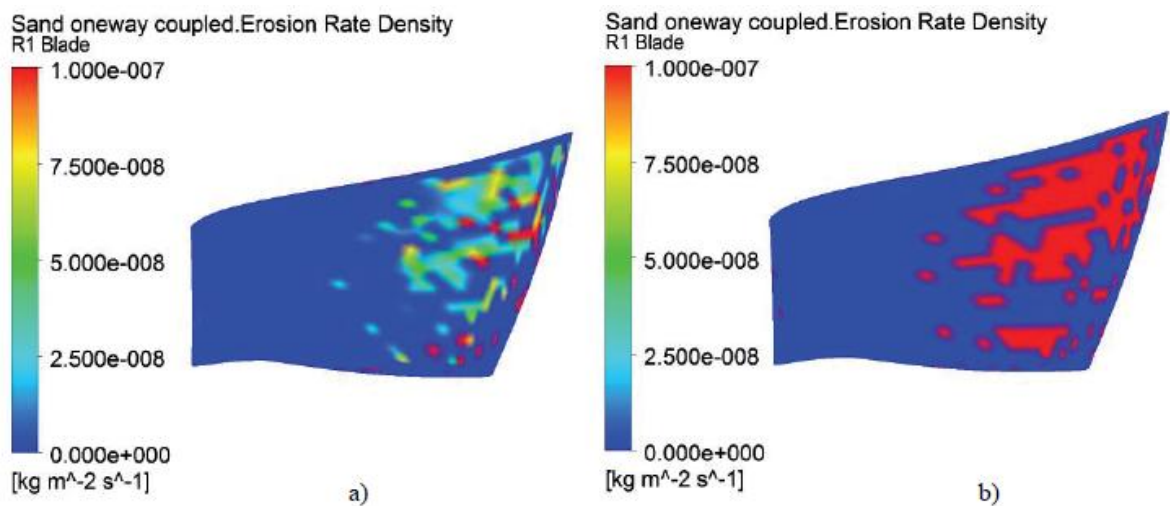 Sand oneway coupled.Erosion Rate Density
R1 Blade
1.000e-007
7.500e-008
5.000e-008
2.500e-008
0.000e+000
[kg m^-2 s^-1]
a)
Sand oneway coupled.Erosion Rate Density
R1 Blade
1.000e-007
7.500e-008
5.000e-008
2.500e-008
0.000e+000
[kg m^-2 s^-1]
b)